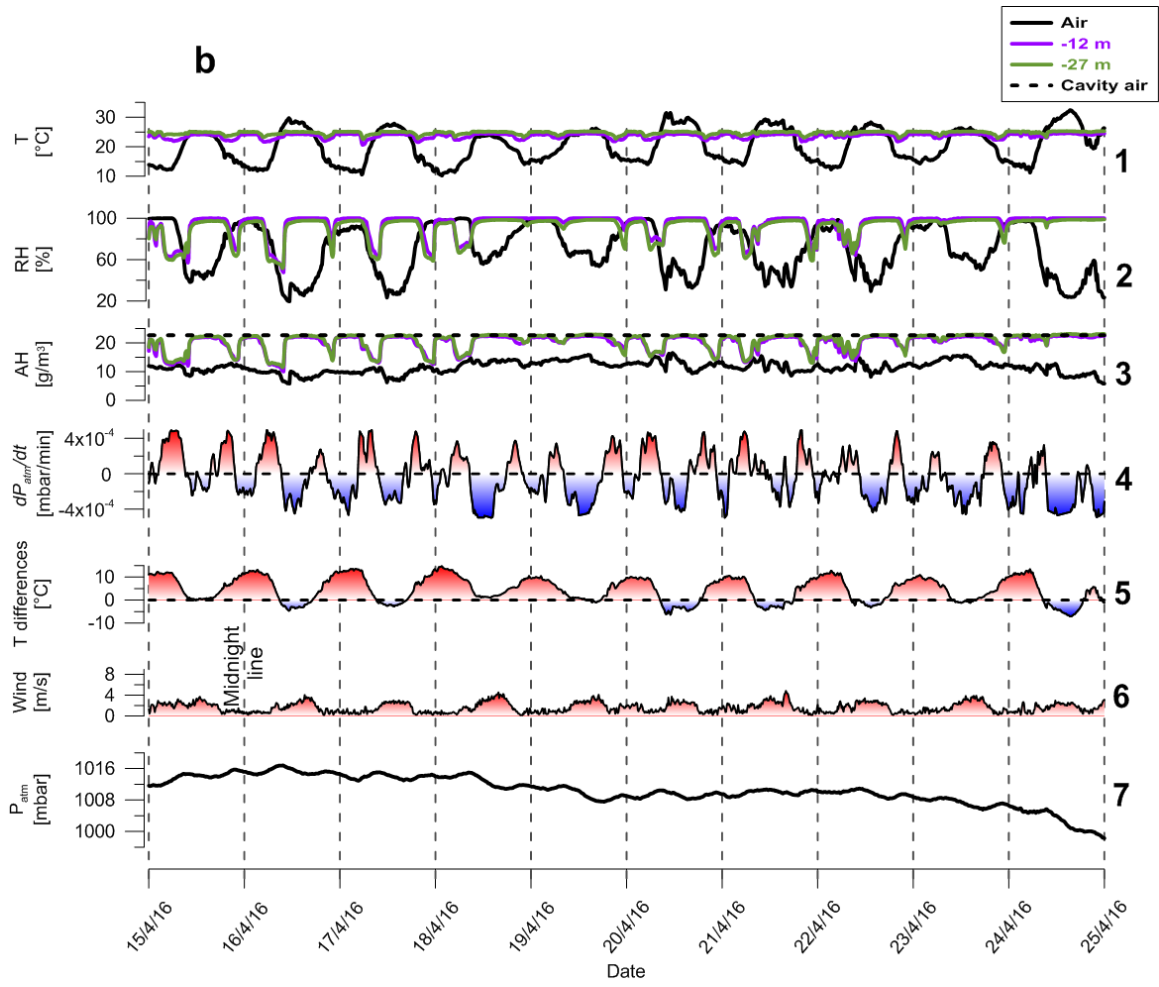 b
Air
-12 m
-27 m
Cavity air
T
[°C]
30
20
10
1
RH
[%]
100
60
20
2
AH
[g/m³]
20
10
0
3
dPatm/dt
[mbar/min]
4x10⁻⁴
0
-4x10⁻⁴
4
T differences
[°C]
10
0
-10
5
Midnight
line
Wind
[m/s]
8
4
0
6
Patm
[mbar]
1016
1008
1000
7
15/4/16 16/4/16 17/4/16 18/4/16 19/4/16 20/4/16 21/4/16 22/4/16 23/4/16 24/4/16 25/4/16
Date